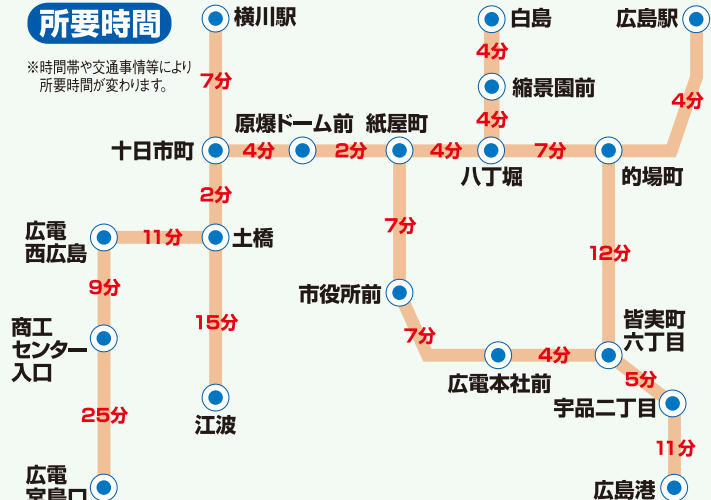 所要時間
※時間帯や交通事情等により
所要時間が変わります。
横川駅
白島
広島駅
4分
縮景園前
7分
4分
4分
原爆ドーム前
紙屋町
十日市町
4分
2分
4分
7分
八丁堀
的場町
2分
広電
西広島
11分
土橋
7分
12分
9分
市役所前
商工
センター
入口
15分
7分
皆実町
六丁目
4分
広電本社前
5分
25分
江波
宇品二丁目
11分
広電
宮島口
広島港